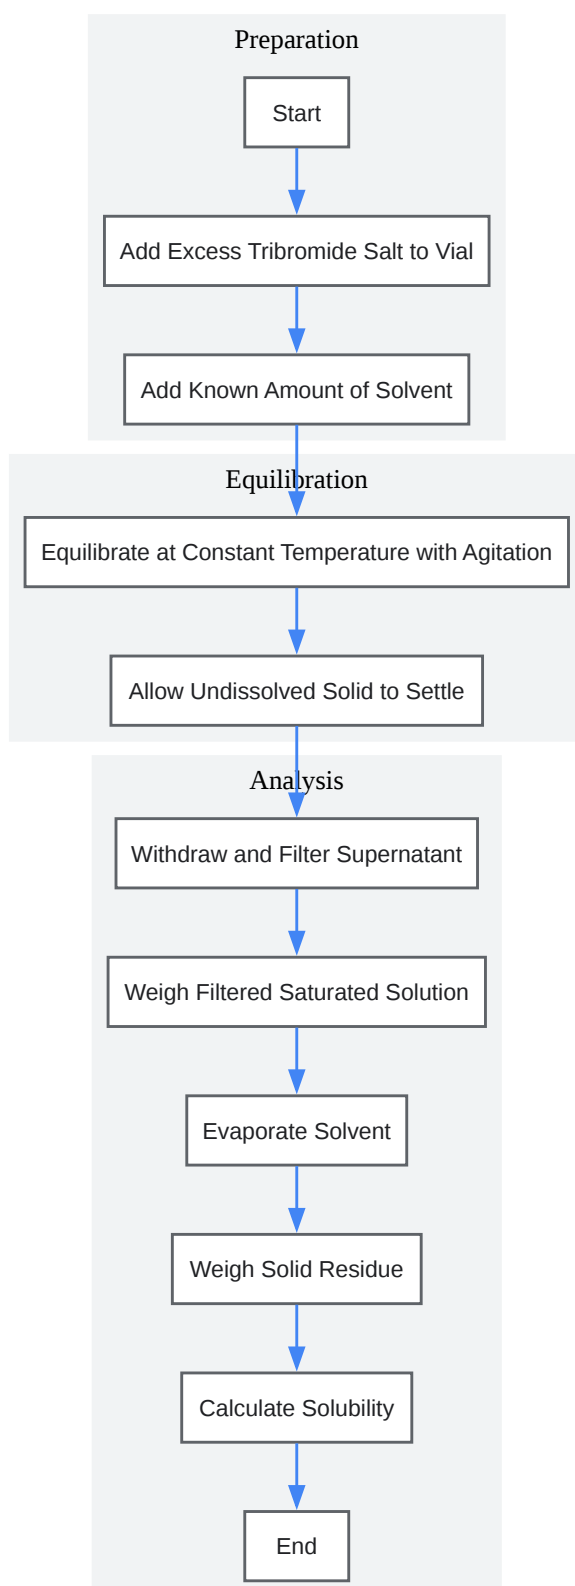 Preparation
Start
Add Excess Tribromide Salt to Vial
Add Known Amount of Solvent
Equilibration
Equilibrate at Constant Temperature with Agitation
Allow Undissolved Solid to Settle
Analysis
Withdraw and Filter Supernatant
Weigh Filtered Saturated Solution
Evaporate Solvent
Weigh Solid Residue
Calculate Solubility
End